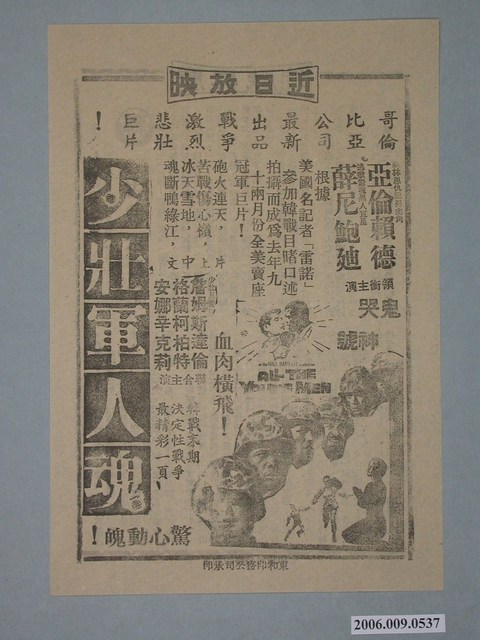 近日放映
哥倫比亞公司最新出品戰爭激烈悲壯巨片！
亞倫賴德
薛尼鮑迪
領銜主演
鬼哭
神號
根據
美國名記者「雷諾」
參加韓戰目睹口述
拍攝而成爲去年九
十兩月份全美賣座
冠軍巨片！
砲火連天，片
苦戰傷心嶺上
冰天雪地，中
魂斷鴨綠江，文
詹姆斯達倫
格蘭柯柏特
安娜辛克莉
聯合主演
血肉橫飛！
韓戰末期
決定性戰爭
最精彩一頁
ALL THE
YOUNG MEN
少壯軍人魂
驚心動魄！
東和印務公司承印
2006.009.0537